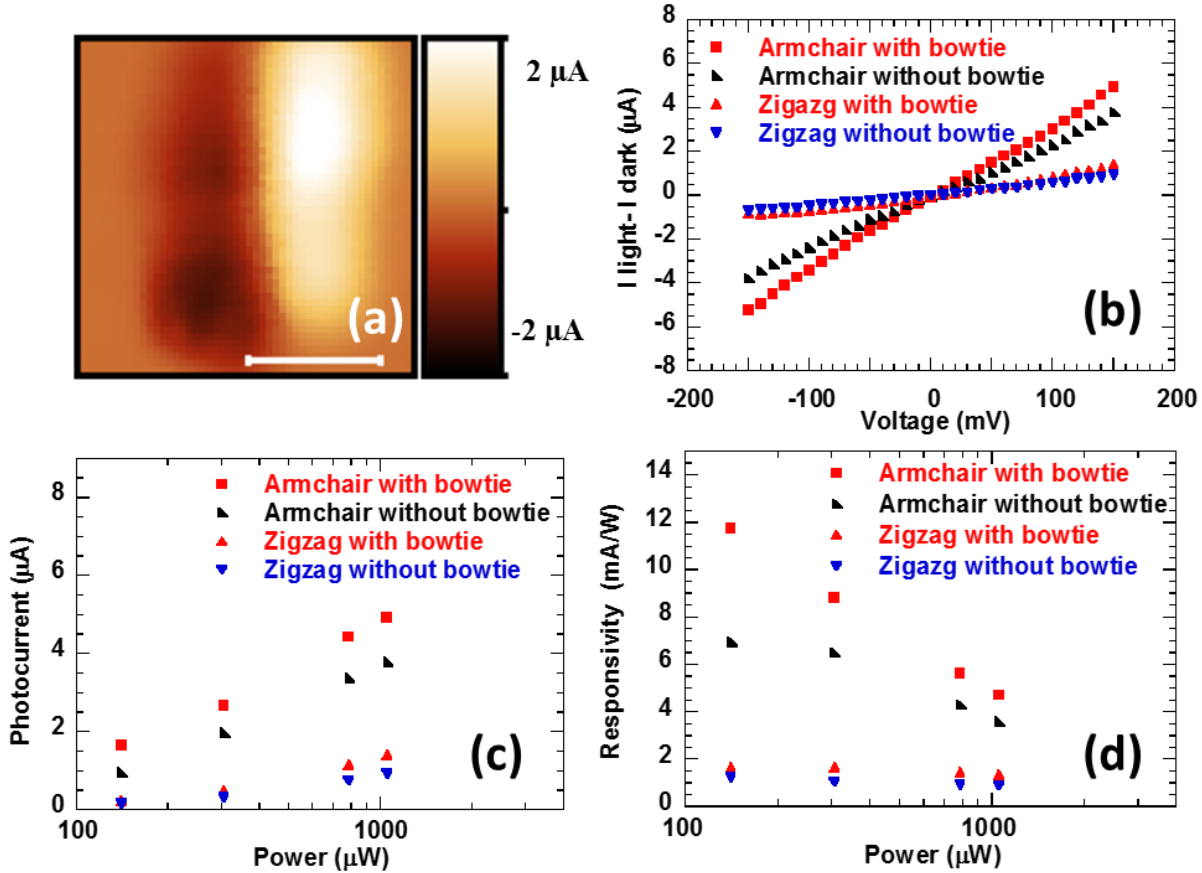 2 µA
-2 µA
(a)
8
6
4
2
0
-2
-4
-6
-8
I light- I dark (µA)
Armchair with bowtie
Armchair without bowtie
Zigazg with bowtie
Zigzag without bowtie
(b)
-200
-100
0
100
200
Voltage (mV)
8
6
4
2
0
Photocurrent (µA)
Armchair with bowtie
Armchair without bowtie
Zigzag with bowtie
Zigzag without bowtie
(c)
100
1000
Power (µW)
14
12
10
8
6
4
2
0
Responsivity (mA/W)
Armchair with bowtie
Armchair without bowtie
Zigzag with bowtie
Zigazg without bowtie
(d)
100
1000
Power (µW)